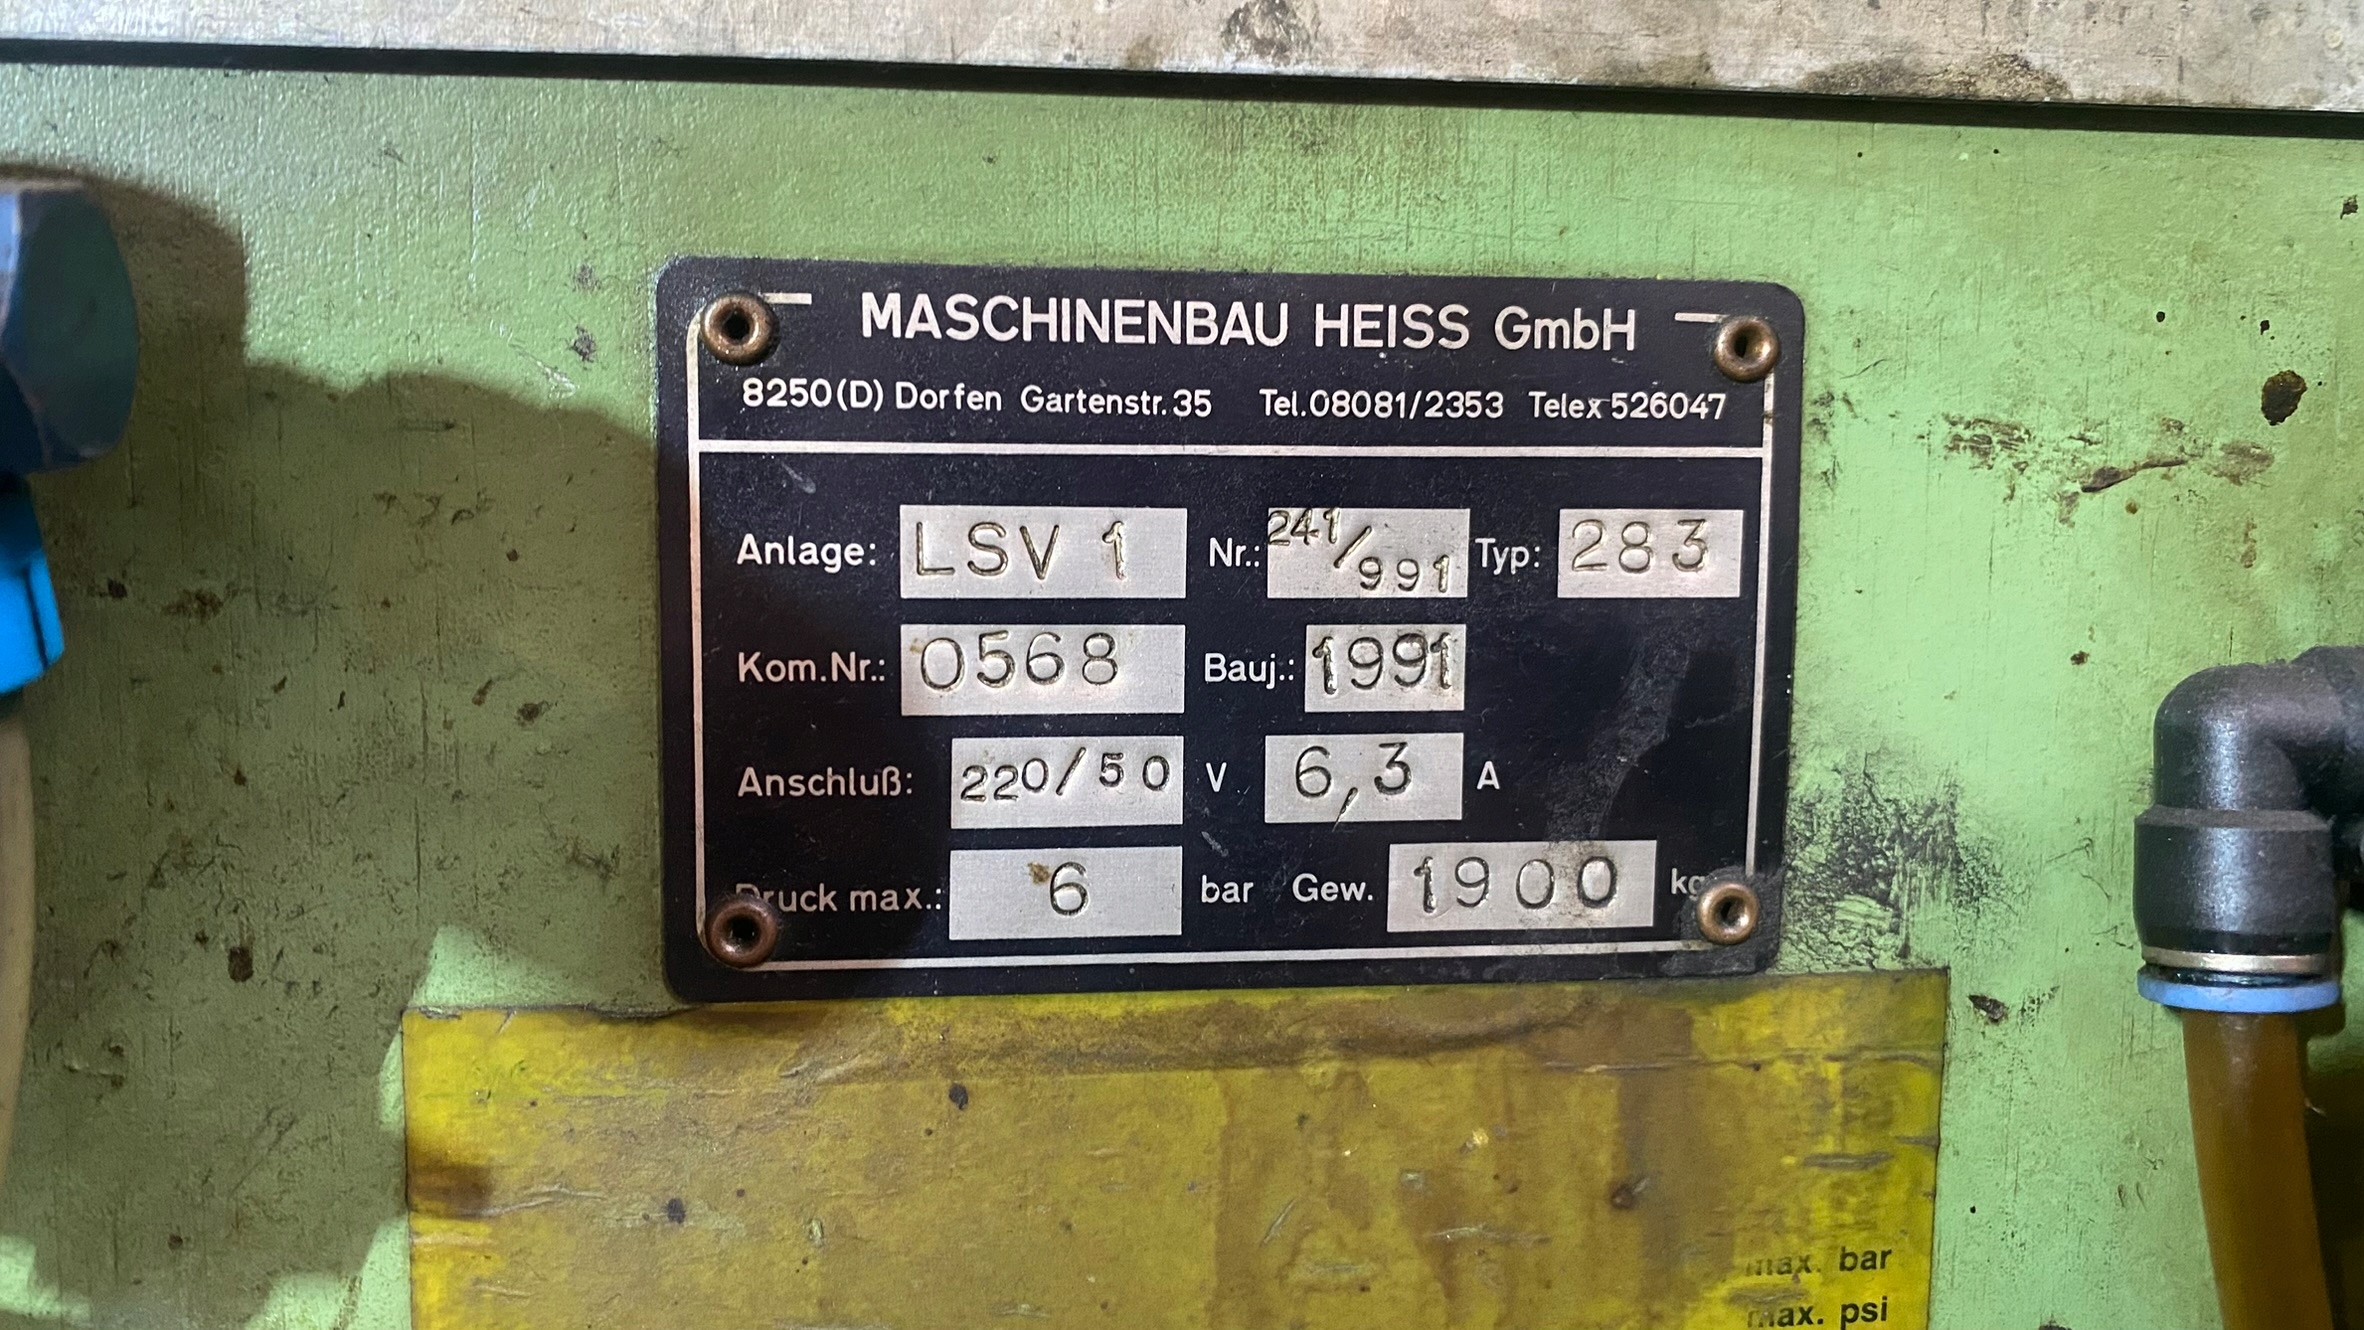 MASCHINENBAU HEISS GmbH
8250(D) Dorfen Gartenstr. 35 Tel.08081/2353 Telex 526047
Anlage: LSV 1 Nr.: 241/991 Typ: 283
Kom.Nr.: 0568 Bauj.: 1991
Anschluß: 220/50 V 6,3 A
Druck max.: 6 bar Gew. 1900 kg
max. bar
max. psi